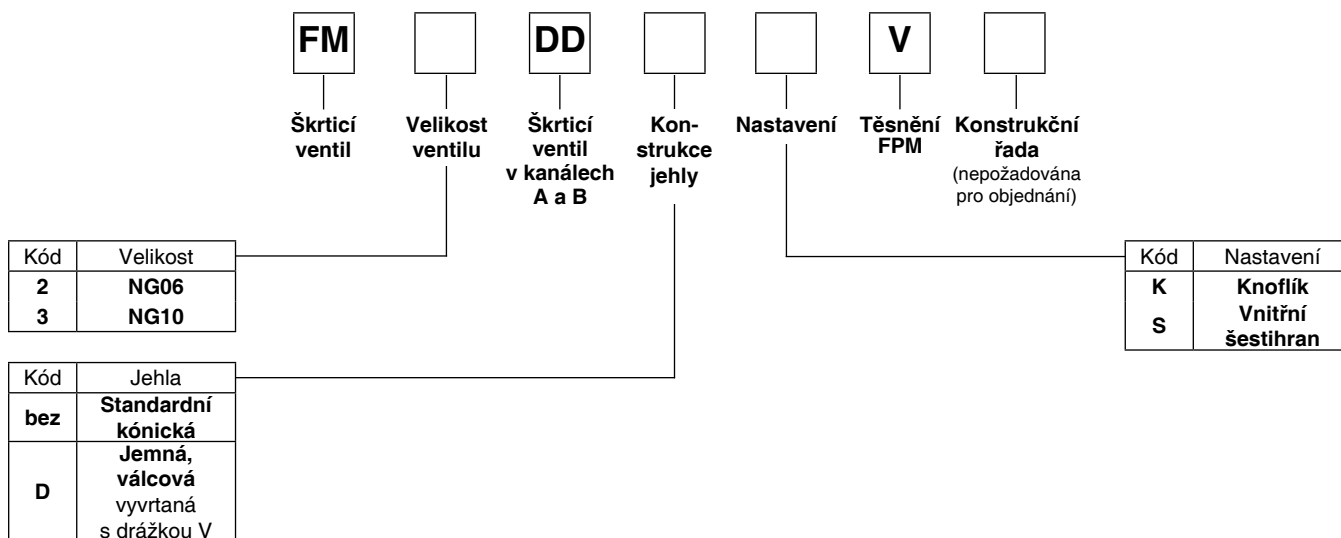 FM DD V
Škrticí
ventil
Velikost
ventilu
Škrticí
ventil
v kanálech
A a B
Kon-
strukce
jehly
Nastavení
Těsnění
FPM
Konstrukční
řada
(nepožadována
pro objednání)
Kód Velikost
2 NG06
3 NG10
Kód Nastavení
K Knoflík
S Vnitřní
šestihran
Kód Jehla
bez Standardní
kónická
D Jemná,
válcová
vyvrtaná
s drážkou V